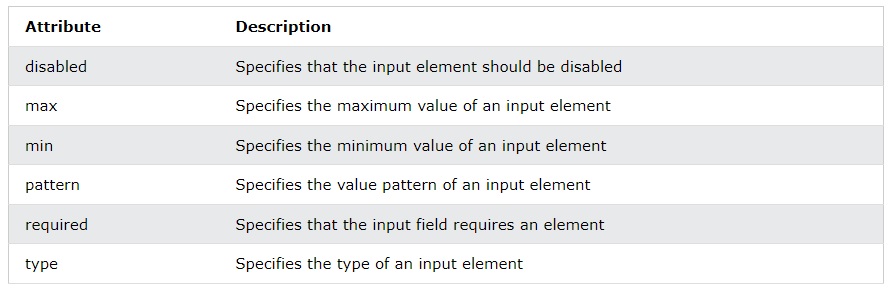 Attribute Description
disabled Specifies that the input element should be disabled
max Specifies the maximum value of an input element
min Specifies the minimum value of an input element
pattern Specifies the value pattern of an input element
required Specifies that the input field requires an element
type Specifies the type of an input element